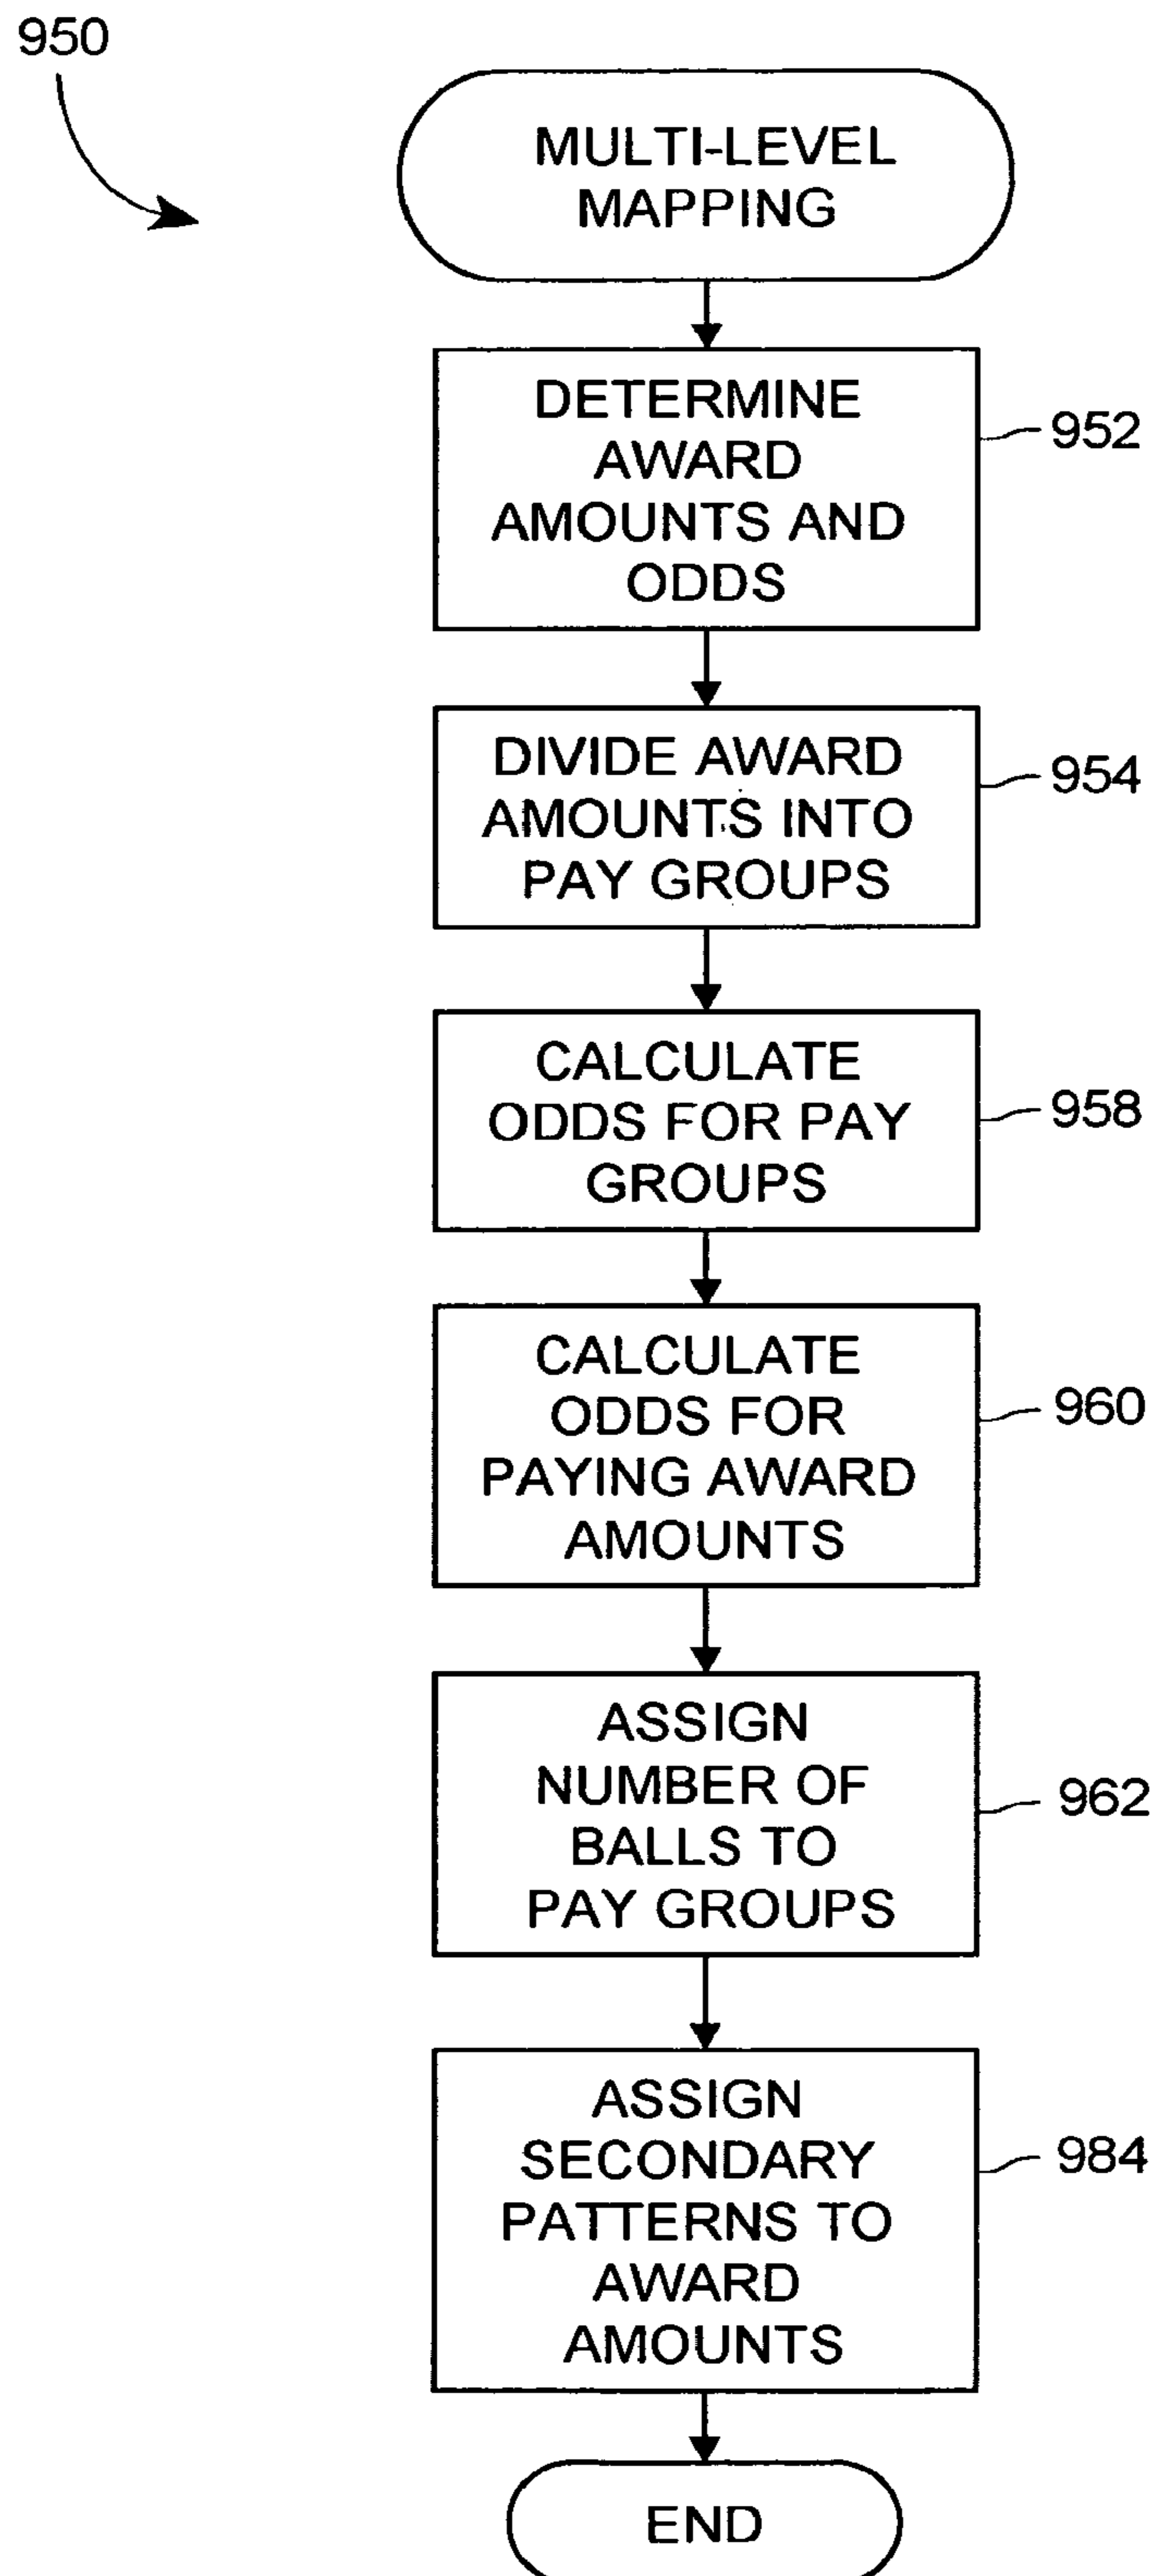 950
MULTI-LEVEL
MAPPING
DETERMINE
AWARD
AMOUNTS AND
ODDS
952
DIVIDE AWARD
AMOUNTS INTO
PAY GROUPS
954
CALCULATE
ODDS FOR PAY
GROUPS
958
CALCULATE
ODDS FOR
PAYING AWARD
AMOUNTS
960
ASSIGN
NUMBER OF
BALLS TO
PAY GROUPS
962
ASSIGN
SECONDARY
PATTERNS TO
AWARD
AMOUNTS
984
END